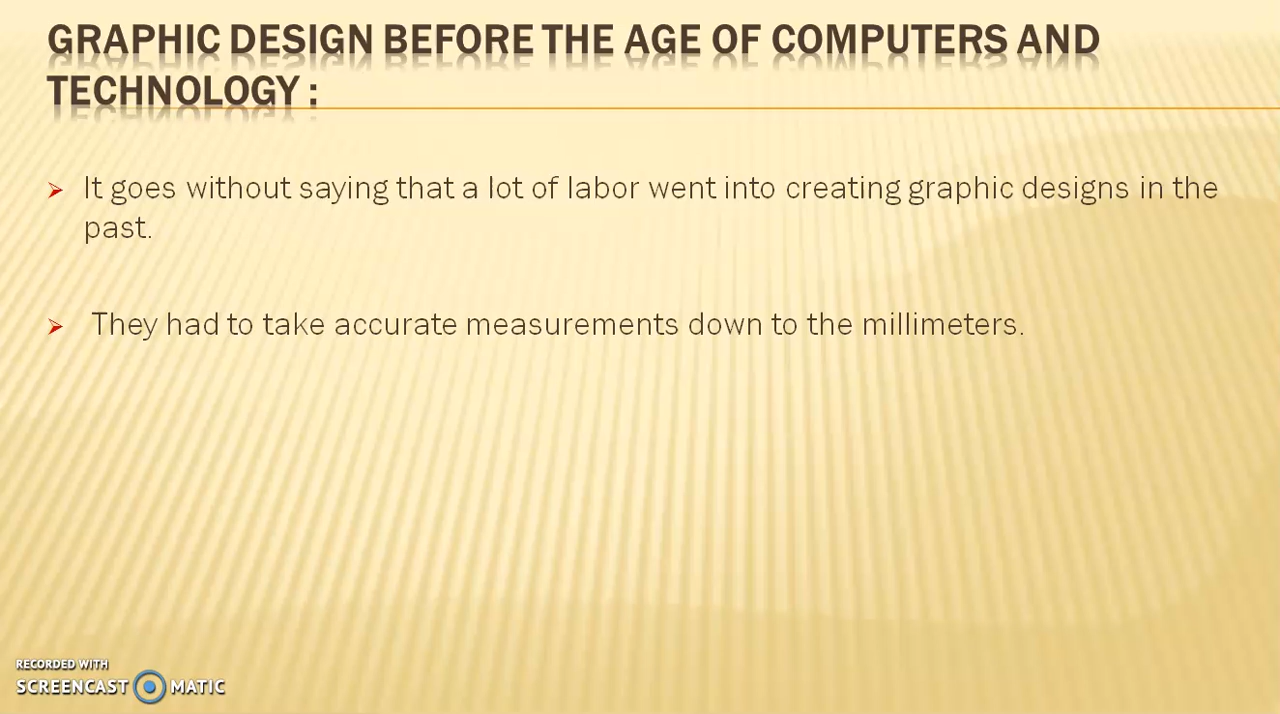 GRAPHIC DESIGN BEFORE THE AGE OF COMPUTERS AND
TECHNOLOGY :
It goes without saying that a lot of labor went into creating graphic designs in the
past.
They had to take accurate measurements down to the millimeters.
RECORDED WITH
SCREENCAST MATIC